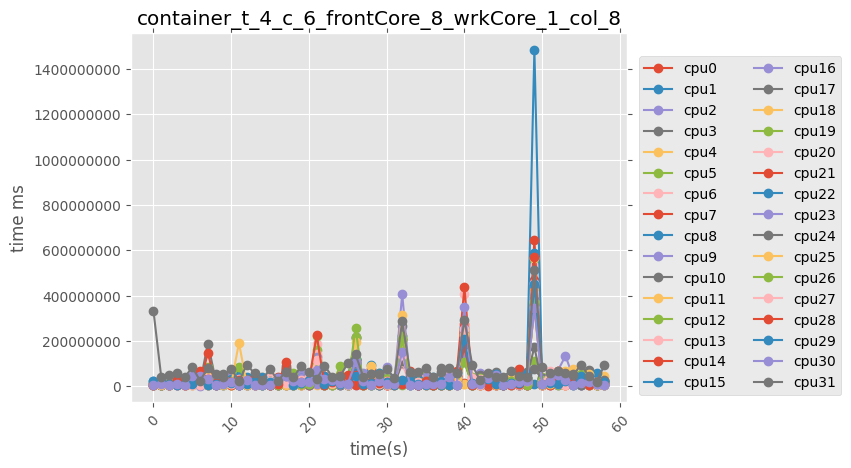 container_t_4_c_6_frontCore_8_wrkCore_1_col_8
time ms
1400000000
1200000000
1000000000
800000000
600000000
400000000
200000000
0
0
10
20
30
40
50
60
time(s)
cpu0
cpu1
cpu2
cpu3
cpu4
cpu5
cpu6
cpu7
cpu8
cpu9
cpu10
cpu11
cpu12
cpu13
cpu14
cpu15
cpu16
cpu17
cpu18
cpu19
cpu20
cpu21
cpu22
cpu23
cpu24
cpu25
cpu26
cpu27
cpu28
cpu29
cpu30
cpu31